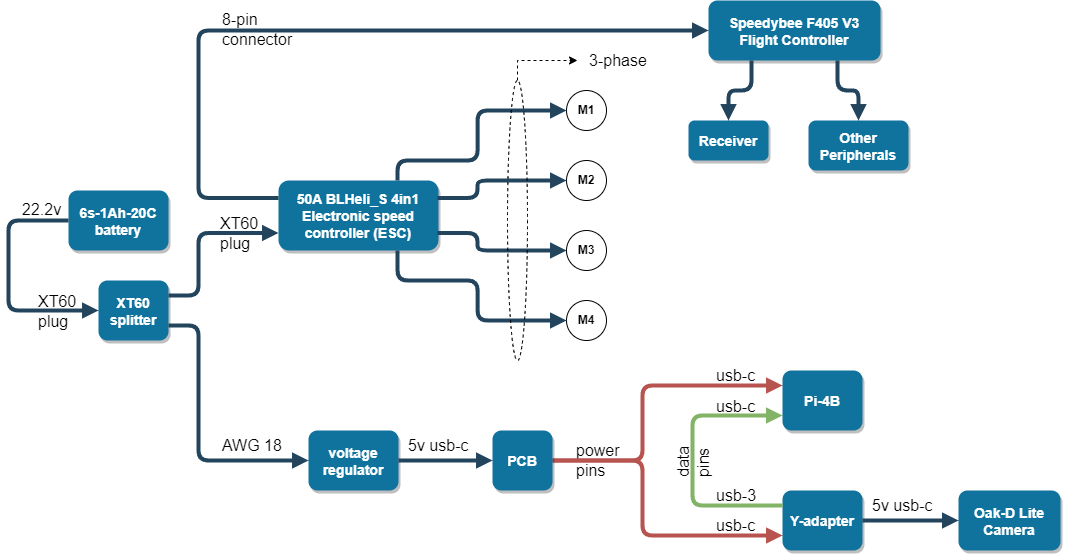 8-pin
connector
Speedybee F405 V3
Flight Controller
3-phase
M1
Receiver
Other
Peripherals
M2
50A BLHeli_S 4in1
Electronic speed
controller (ESC)
22.2v
6s-1Ah-20C
battery
XT60
plug
M3
XT60
plug
XT60
splitter
M4
usb-c
Pi-4B
usb-c
AWG 18
voltage
regulator
5v usb-c
PCB
power
pins
data
pins
usb-3
usb-c
Y-adapter
5v usb-c
Oak-D Lite
Camera